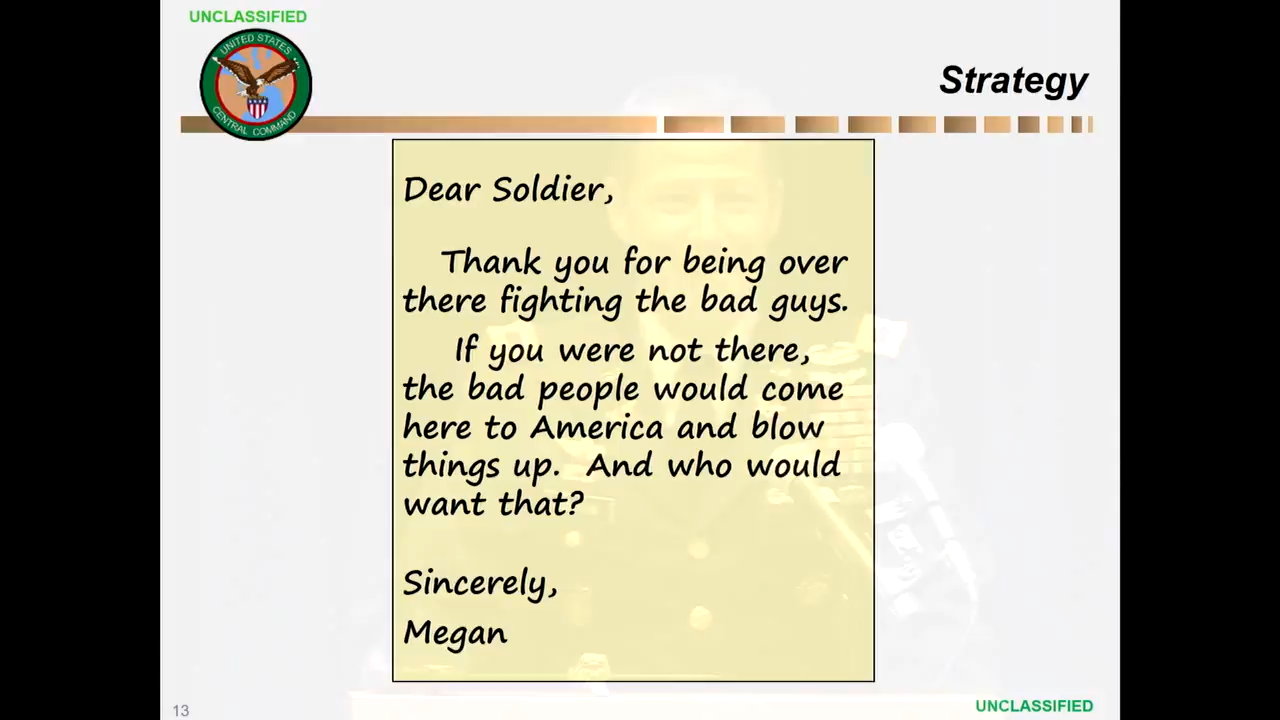 UNCLASSIFIED
UNITED STATES
CENTRAL COMMAND
Strategy
Dear Soldier,
Thank you for being over
there fighting the bad guys.
If you were not there,
the bad people would come
here to America and blow
things up. And who would
want that?
Sincerely,
Megan
13
UNCLASSIFIED